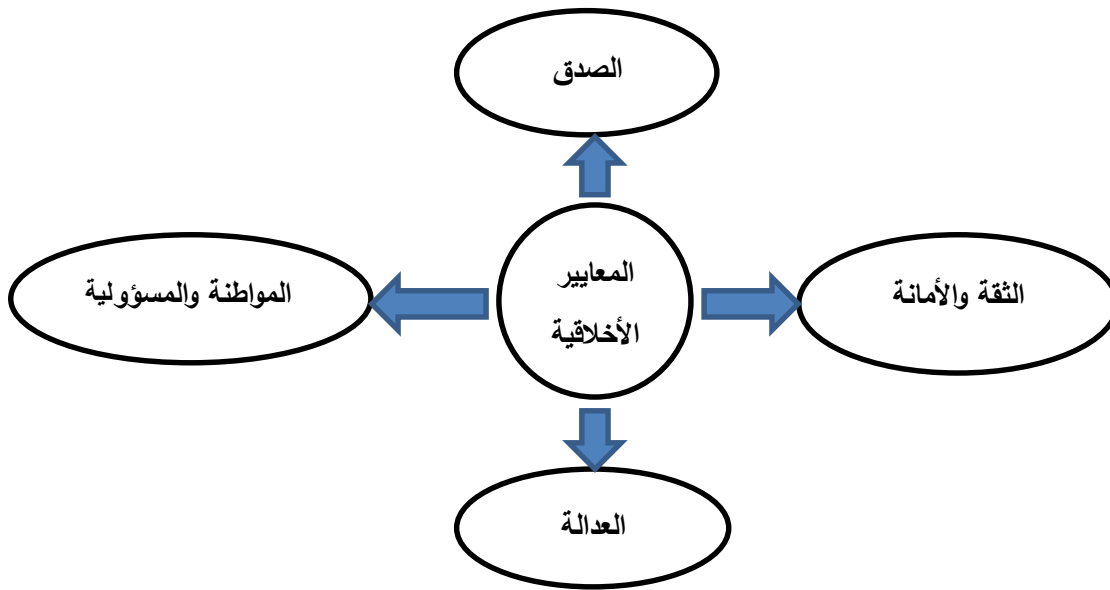 الصدق
المعايير
الأخلاقية
الثقة والأمانة
المواطنة والمسؤولية
العدالة